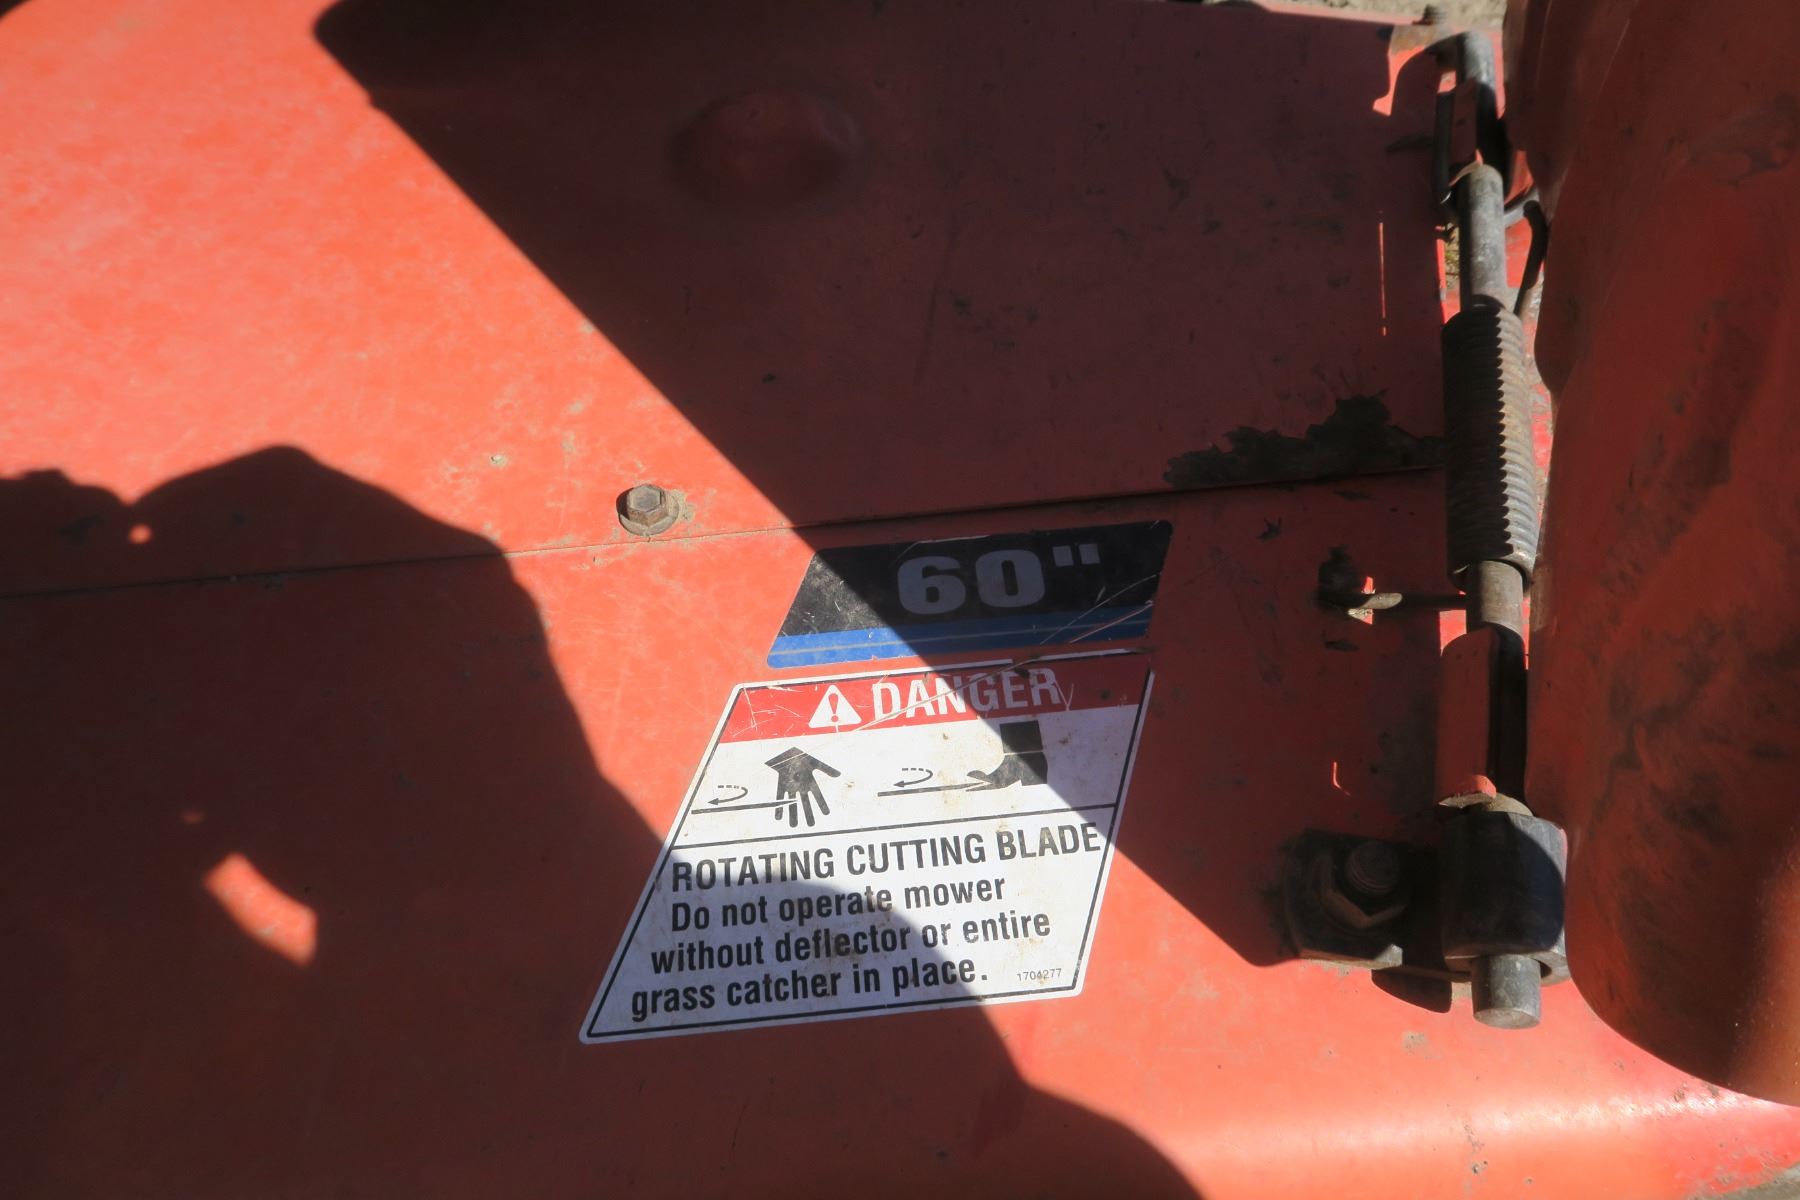 60"
DANGER
ROTATING CUTTING BLADE
Do not operate mower
without deflector or entire
grass catcher in place.
1704277